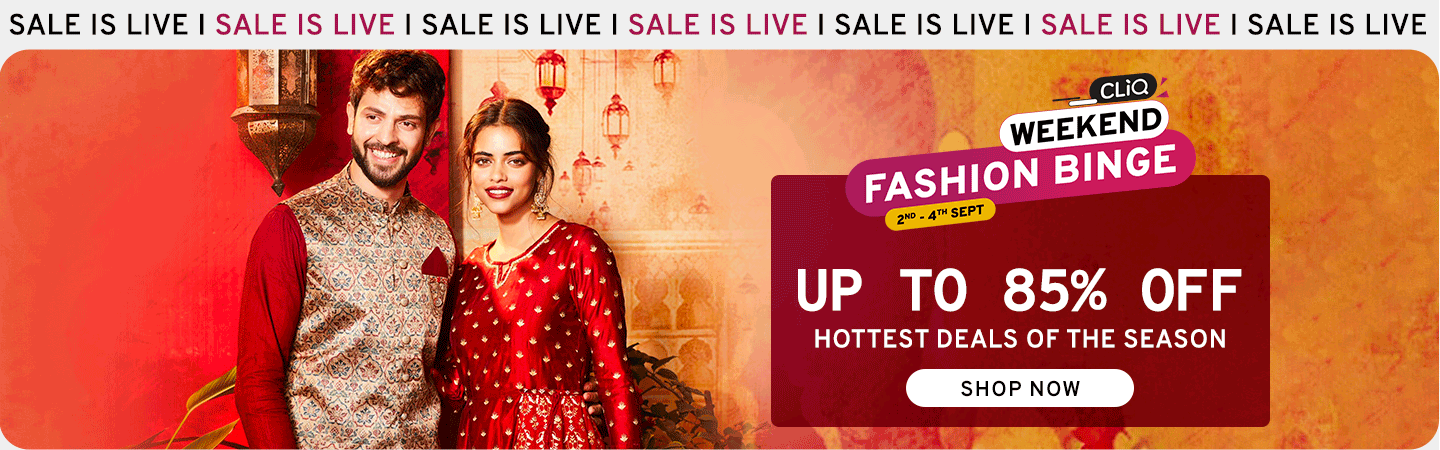 SALE IS LIVE I SALE IS LIVE I SALE IS LIVE I SALE IS LIVE I SALE IS LIVE I SALE IS LIVE I SALE IS LIVE
CLiQ
WEEKEND
FASHION BINGE
2ND - 4TH SEPT
UP TO 85% OFF
HOTTEST DEALS OF THE SEASON
SHOP NOW